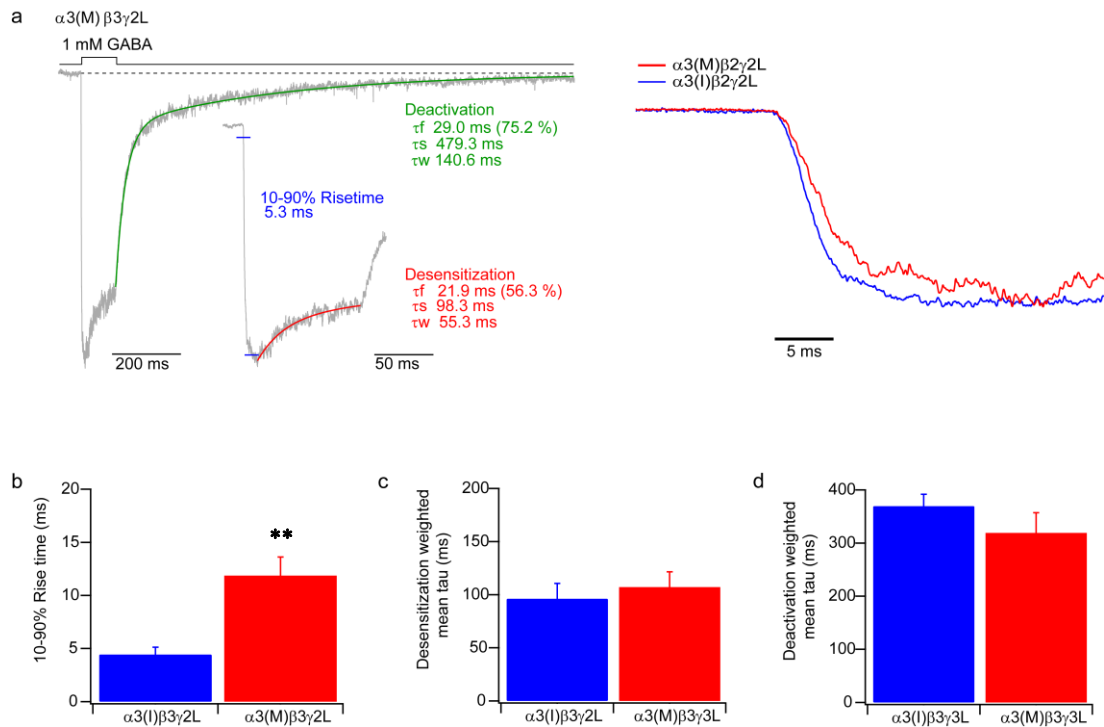 a
α3(M) β3γ2L
1 mM GABA
Deactivation
τf 29.0 ms (75.2 %)
τs 479.3 ms
τw 140.6 ms
10-90% Risetime
5.3 ms
Desensitization
τf 21.9 ms (56.3 %)
τs 98.3 ms
τw 55.3 ms
200 ms
50 ms
α3(M)β2γ2L
α3(I)β2γ2L
5 ms
b
10-90% Rise time (ms)
20
15
10
5
0
**
α3(I)β3γ2L
α3(M)β3γ2L
c
Desensitization weighted
mean tau (ms)
200
150
100
50
0
α3(I)β3γ2L
α3(M)β3γ3L
d
Deactivation weighted
mean tau (ms)
400
300
200
100
0
α3(I)β3γ3L
α3(M)β3γ3L